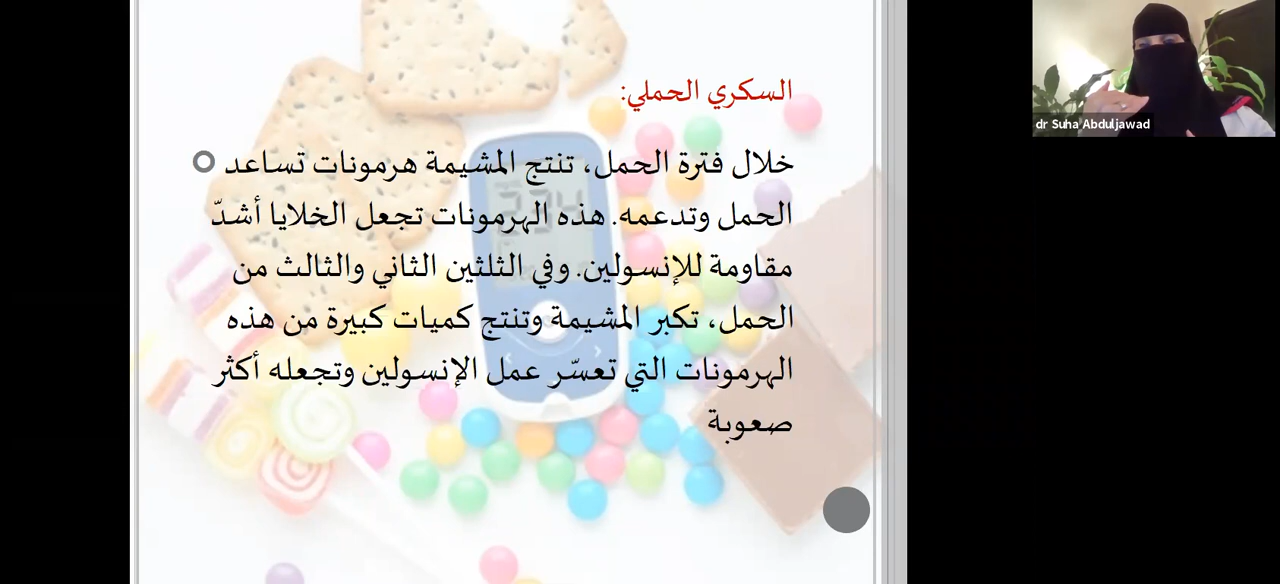 السكري الحملي:
خلال فترة الحمل، تنتج المشيمة هرمونات تساعد
الحمل وتدعمه. هذه الهرمونات تجعل الخلايا أشدّ
مقاومة للإنسولين. وفي الثلثين الثاني والثالث من
الحمل، تكبر المشيمة وتنتج كميات كبيرة من هذه
الهرمونات التي تعسّر عمل الإنسولين وتجعله أكثر
صعوبة
dr Suha Abduljawad